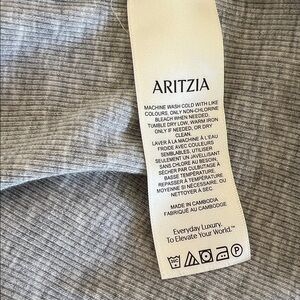 ARITZIA
MACHINE WASH COLD WITH LIKE
COLOURS, ONLY NON-CHLORINE
BLEACH WHEN NEEDED,
TUMBLE DRY LOW, WARM IRON
ONLY IF NEEDED, OR DRY
CLEAN.
LAVER À LA MACHINE À L'EAU
FROIDE AVEC COULEURS
SEMBLABLES, UTILISER
SEULEMENT UN JAVELLISANT
SANS CHLORE AU BESOIN,
SÉCHER PAR CULBUTAGE À
BASSE TEMPÉRATURE,
REPASSER À TEMPÉRATURE
MOYENNE SI NÉCESSAIRE, OU
NETTOYER À SEC.
MADE IN CAMBODIA
FABRIQUÉ AU CAMBODGE.
Everyday Luxury.
To Elevate Your World.™
P